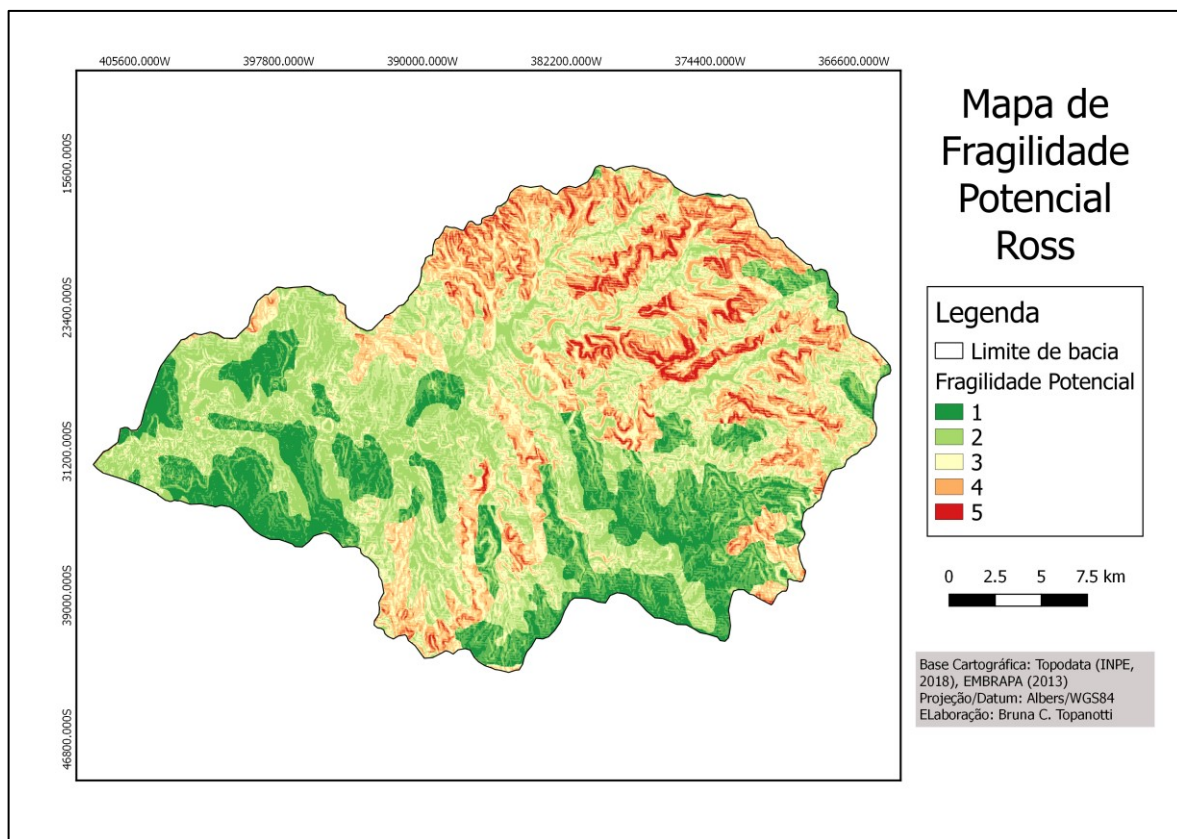 405600.000W 397800.000W 390000.000W 382200.000W 374400.000W 366600.000W
15600.000S
23400.000S
31200.000S
39000.000S
46800.000S
Mapa de
Fragilidade
Potencial
Ross
Legenda
Limite de bacia
Fragilidade Potencial
1
2
3
4
5
0 2.5 5 7.5 km
Base Cartográfica: Topodata (INPE,
2018), EMBRAPA (2013)
Projeção/Datum: Albers/WGS84
ELaboração: Bruna C. Topanotti